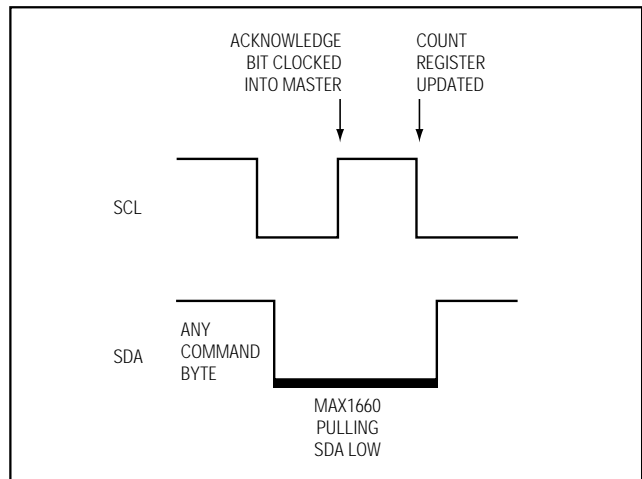 ACKNOWLEDGE
BIT CLOCKED
INTO MASTER
COUNT
REGISTER
UPDATED
SCL
SDA
ANY
COMMAND
BYTE
MAX1660
PULLING
SDA LOW